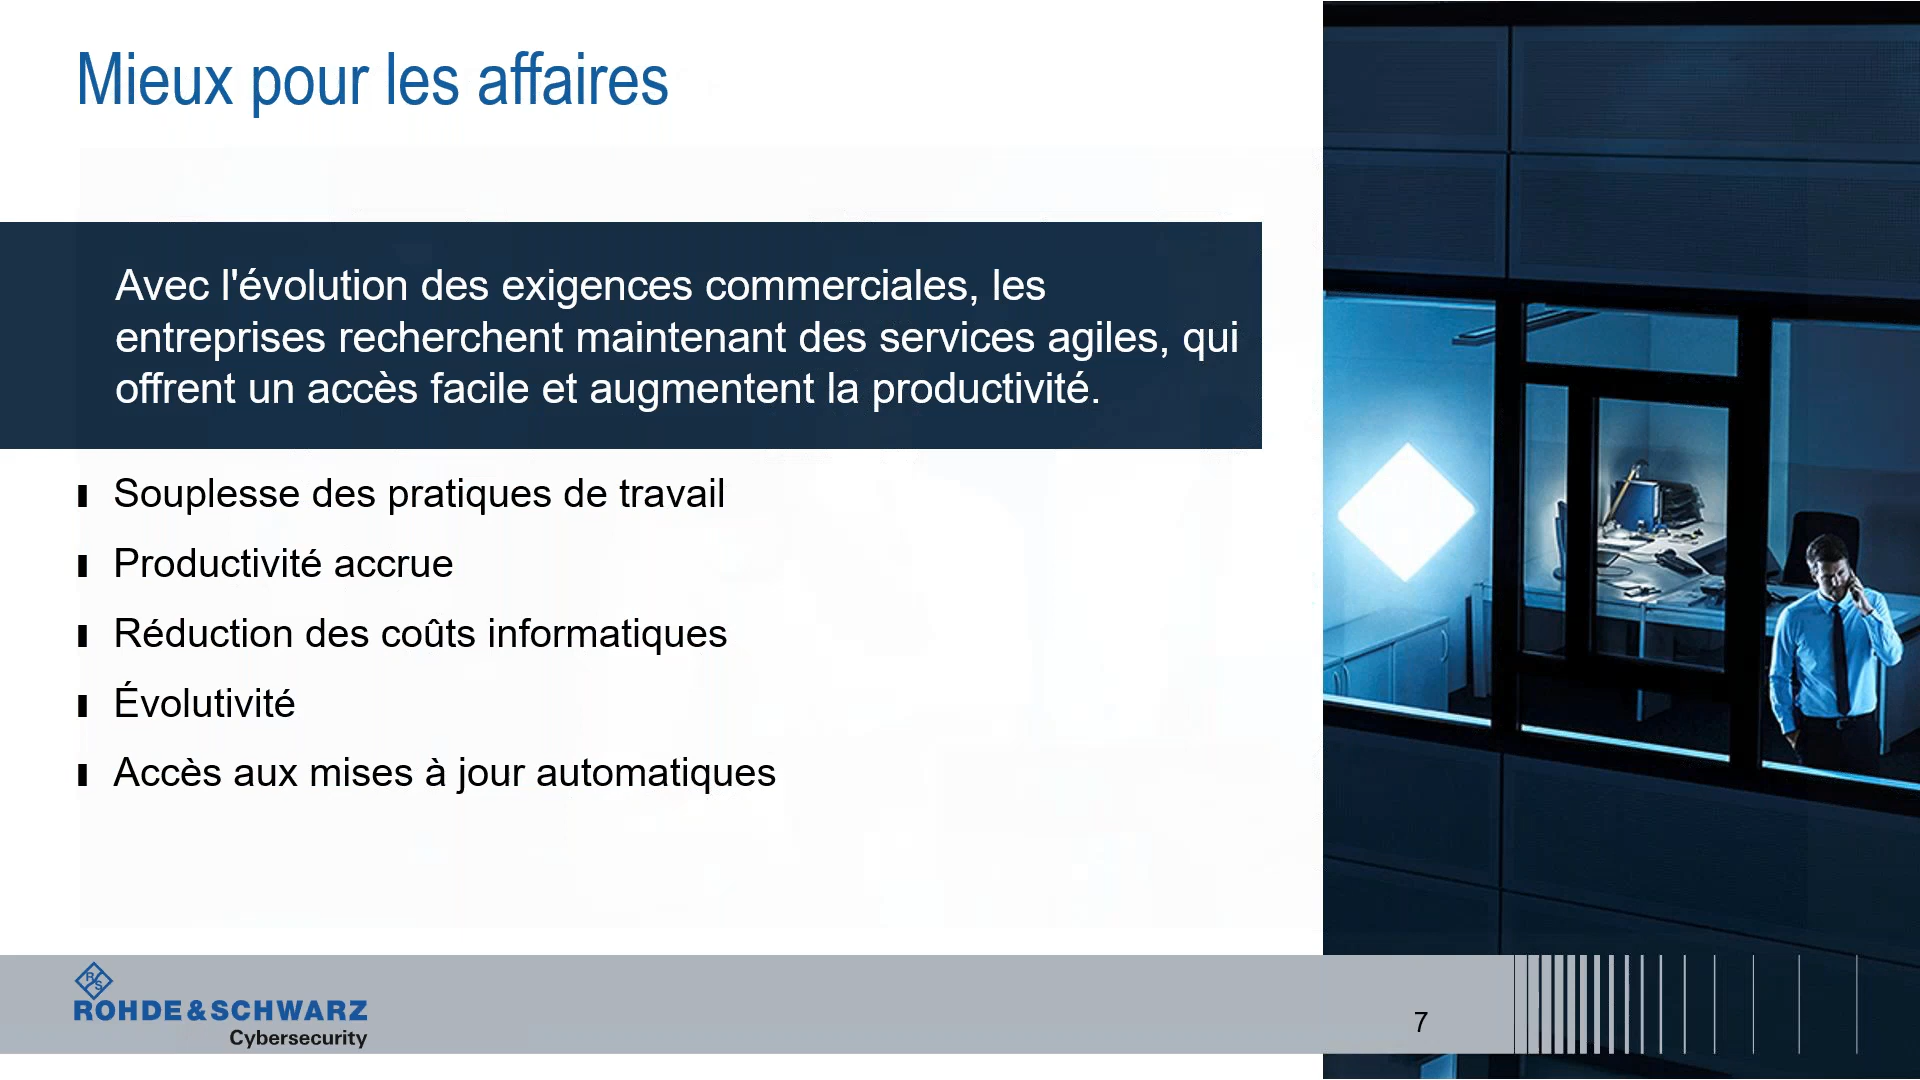 Mieux pour les affaires
Avec l'évolution des exigences commerciales, les
entreprises recherchent maintenant des services agiles, qui
offrent un accès facile et augmentent la productivité.
Souplesse des pratiques de travail
Productivité accrue
Réduction des coûts informatiques
Évolutivité
Accès aux mises à jour automatiques
R S
ROHDE & SCHWARZ
Cybersecurity
7